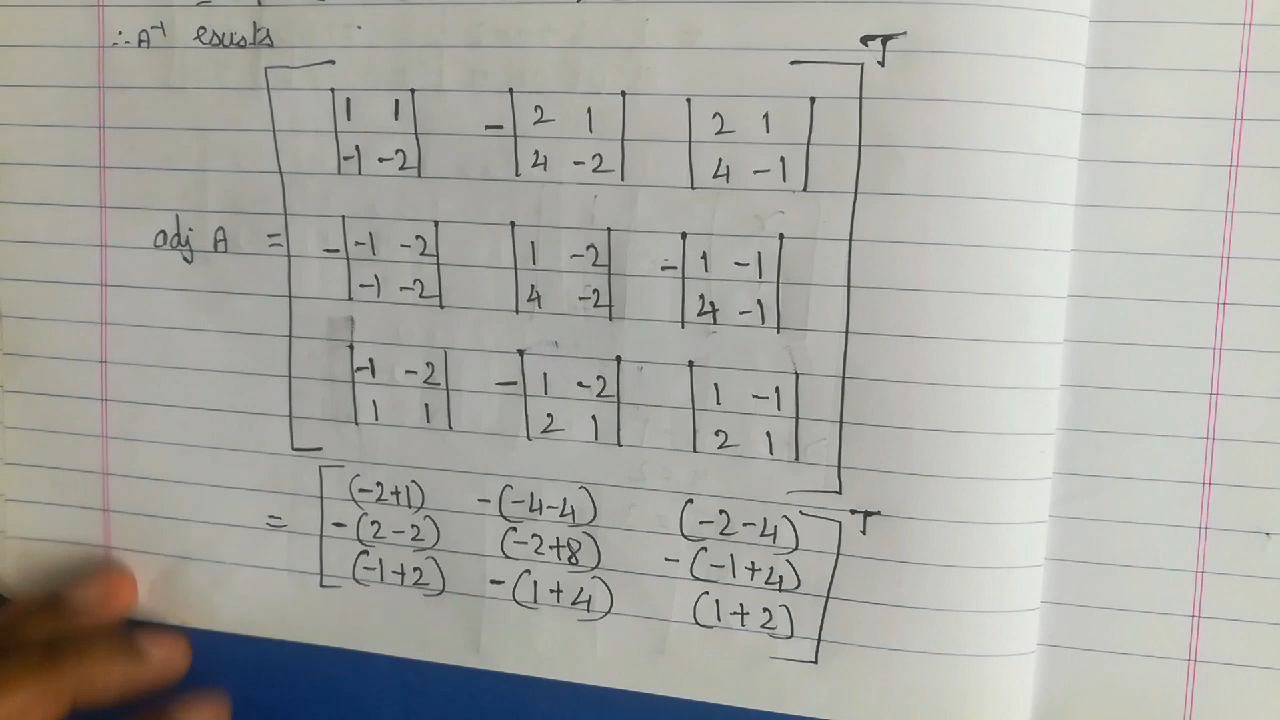 ∴ A⁻¹ exists
T
|1 1| -|2 1| |2 1|
|-1 -2| |4 -2| |4 -1|
adj A = -|-1 -2| |1 -2| -|1 -1|
|-1 -2| |4 -2| |4 -1|
|-1 -2| -|1 -2| |1 -1|
|1 1| |2 1| |2 1|
= [(-2+1) -(-4-4) (-2-4)] T
-(2-2) (-2+8) -(-1+4)
(-1+2) -(1+4) (1+2)